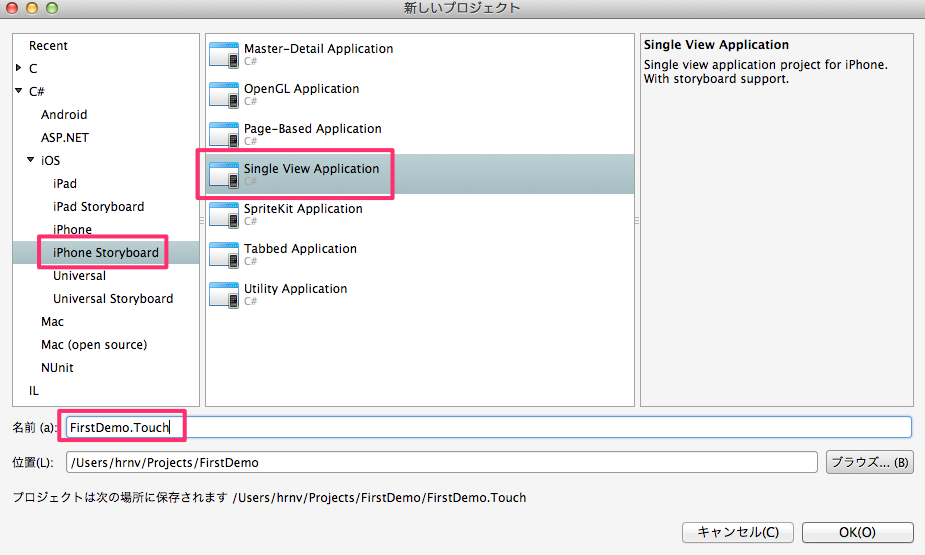 新しいプロジェクト
Recent
C
C#
Android
ASP.NET
iOS
iPad
iPad Storyboard
iPhone
iPhone Storyboard
Universal
Universal Storyboard
Mac
Mac (open source)
NUnit
IL
Master-Detail Application
C#
OpenGL Application
C#
Page-Based Application
C#
Single View Application
C#
SpriteKit Application
C#
Tabbed Application
C#
Utility Application
C#
Single View Application
Single view application project for iPhone.
With storyboard support.
名前 (a): FirstDemo.Touch
位置(L): /Users/hrnv/Projects/FirstDemo ブラウズ... (B)
プロジェクトは次の場所に保存されます /Users/hrnv/Projects/FirstDemo/FirstDemo.Touch
キャンセル(C) OK(O)